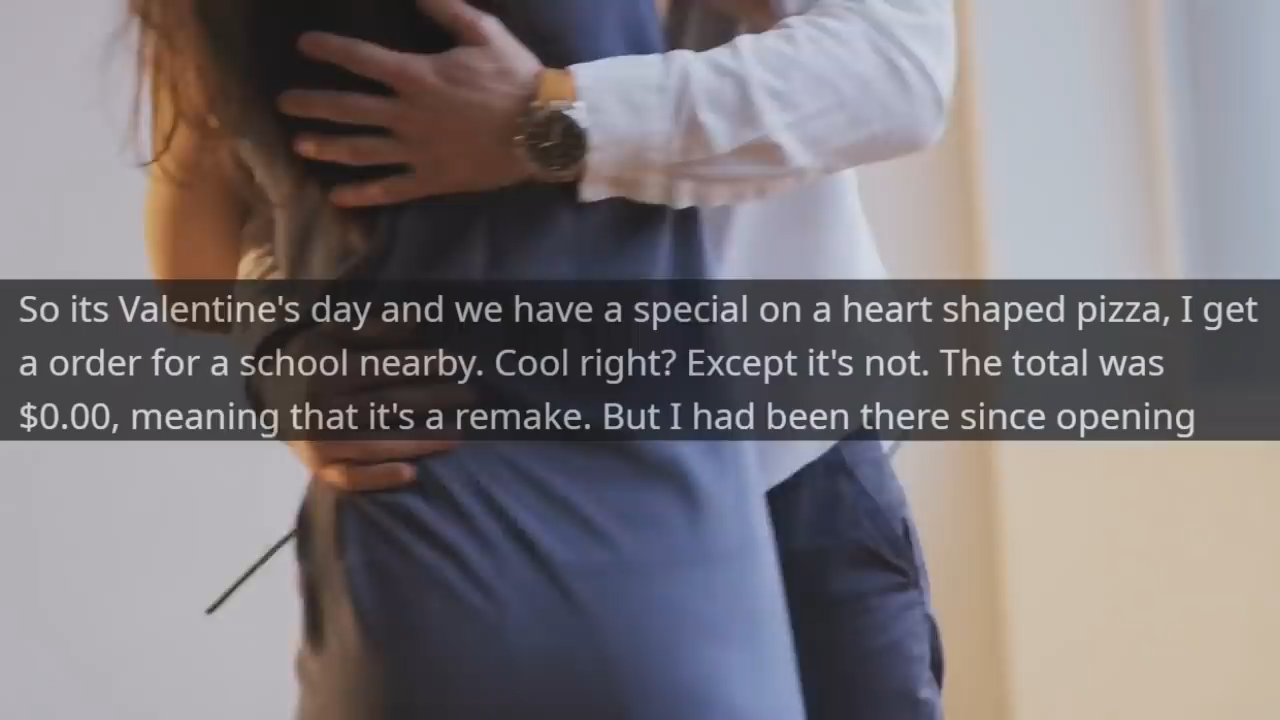 So its Valentine's day and we have a special on a heart shaped pizza, I get
a order for a school nearby. Cool right? Except it's not. The total was
$0.00, meaning that it's a remake. But I had been there since opening